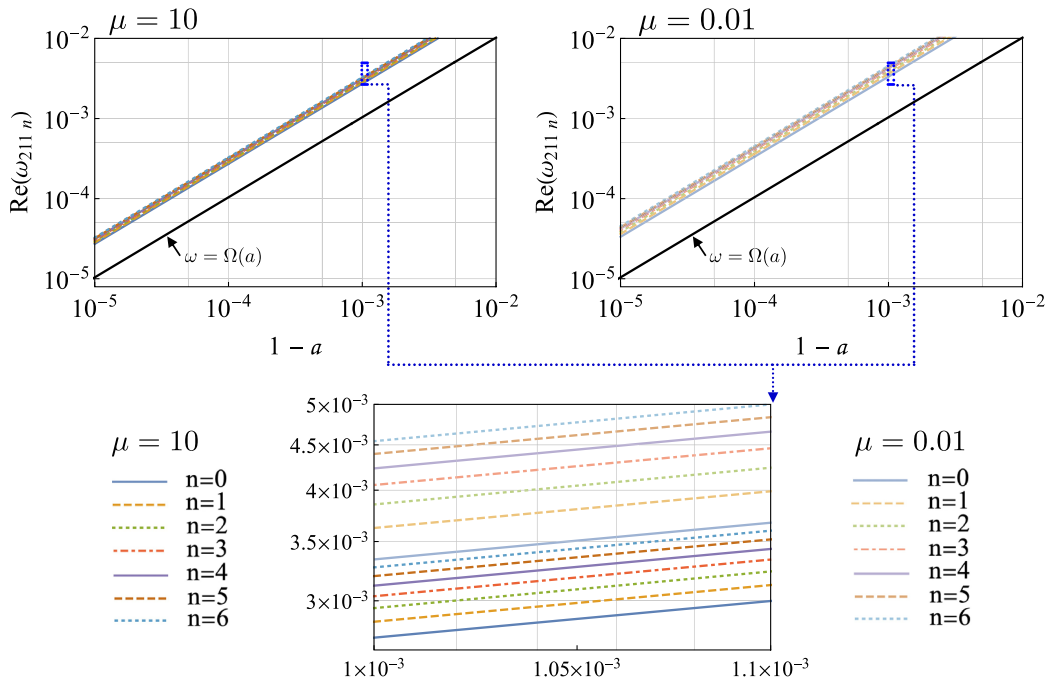 μ = 10
μ = 0.01
10⁻²
10⁻³
10⁻⁴
10⁻⁵
Re(ω₂₁₁ ₙ)
ω = Ω(a)
10⁻⁵ 10⁻⁴ 10⁻³ 10⁻²
1 − a
10⁻²
10⁻³
10⁻⁴
10⁻⁵
Re(ω₂₁₁ ₙ)
ω = Ω(a)
10⁻⁵ 10⁻⁴ 10⁻³ 10⁻²
1 − a
μ = 10
n=0
n=1
n=2
n=3
n=4
n=5
n=6
5×10⁻³
4.5×10⁻³
4×10⁻³
3.5×10⁻³
3×10⁻³
1×10⁻³ 1.05×10⁻³ 1.1×10⁻³
μ = 0.01
n=0
n=1
n=2
n=3
n=4
n=5
n=6